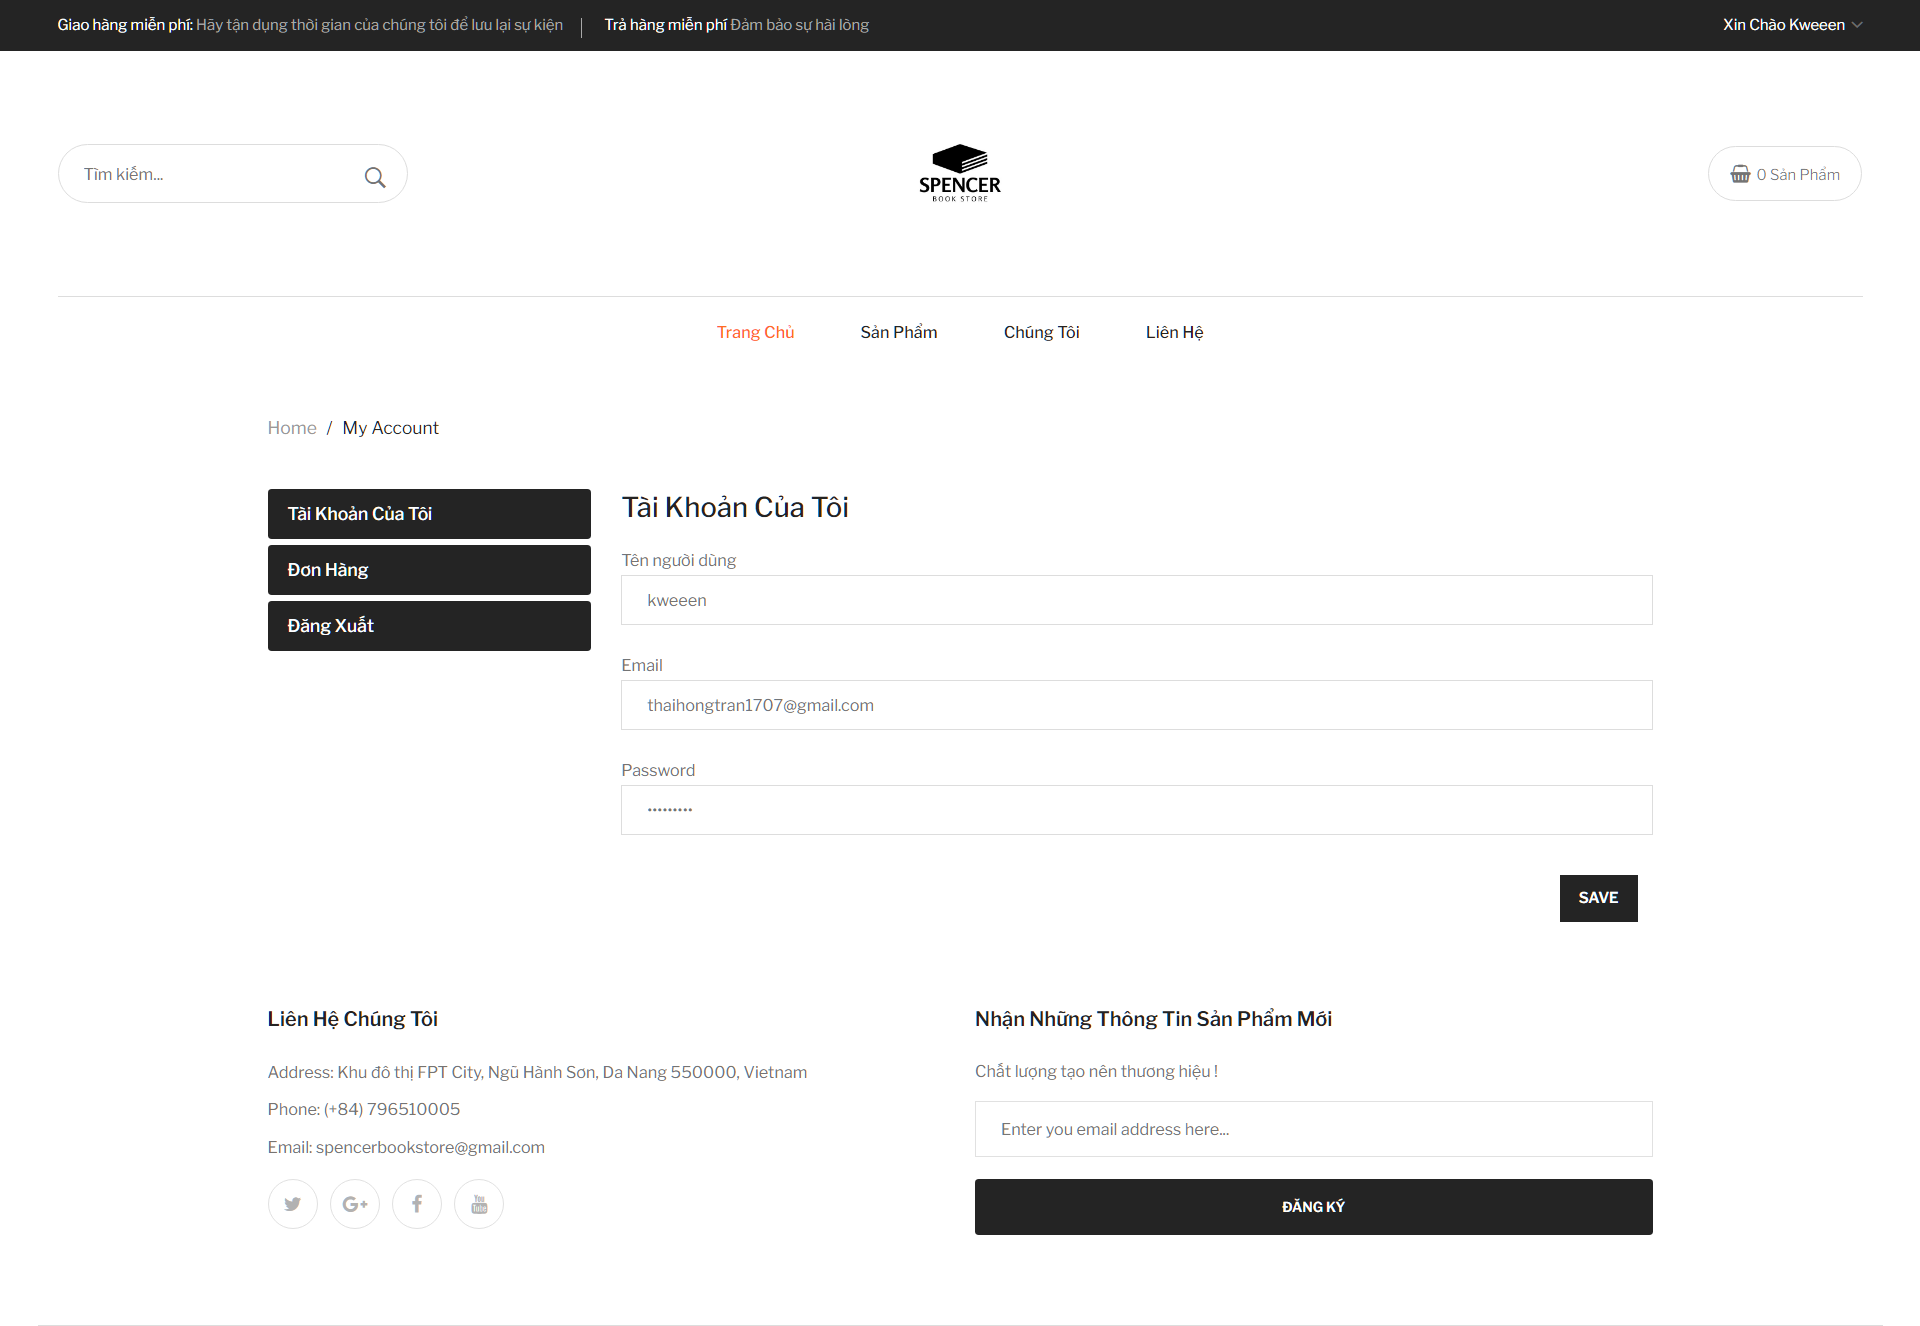 Giao hàng miễn phí: Hãy tận dụng thời gian của chúng tôi để lưu lại sự kiện
Trả hàng miễn phí Đảm bảo sự hài lòng
Xin Chào Kweeen
Tìm kiếm...
SPENCER
BOOK STORE
0 Sản Phẩm
Trang Chủ
Sản Phẩm
Chúng Tôi
Liên Hệ
Home / My Account
Tài Khoản Của Tôi
Đơn Hàng
Đăng Xuất
Tài Khoản Của Tôi
Tên người dùng
kweeen
Email
thaihongtran1707@gmail.com
Password
•••••••••
SAVE
Liên Hệ Chúng Tôi
Address: Khu đô thị FPT City, Ngũ Hành Sơn, Da Nang 550000, Vietnam
Phone: (+84) 796510005
Email: spencerbookstore@gmail.com
Nhận Những Thông Tin Sản Phẩm Mới
Chất lượng tạo nên thương hiệu !
Enter you email address here...
ĐĂNG KÝ